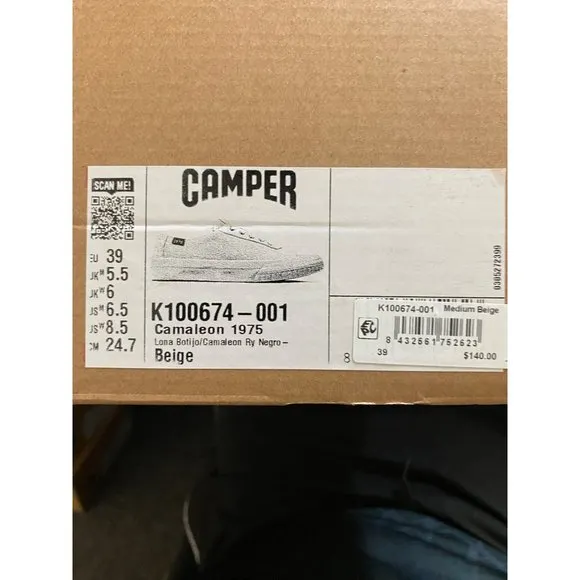 SCAN ME!
CAMPER
EU 39
UK M 5.5
UK W 6
US M 6.5
US W 8.5
CM 24.7
K100674-001
Camaleon 1975
Lona Botijo/Camaleon Ry Negro-
Beige
0305272399
K100674-001 Medium Beige
8 432561 752623
39 $140.00
8